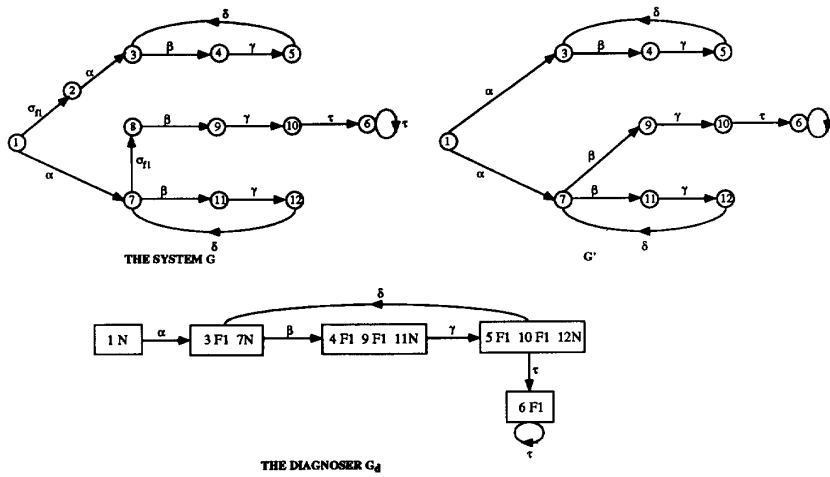 δ
δ
3 β 4 γ 5
3 β 4 γ 5
α
α
2
σf1
8 β 9 γ 10 τ 6 τ
9 γ 10 τ 6
1
1
σf1
β
α
α
7 β 11 γ 12
7 β 11 γ 12
δ
δ
THE SYSTEM G
G'
δ
1 N α 3 F1 7N β 4 F1 9 F1 11N γ 5 F1 10 F1 12N
τ
6 F1
τ
THE DIAGNOSER Gd